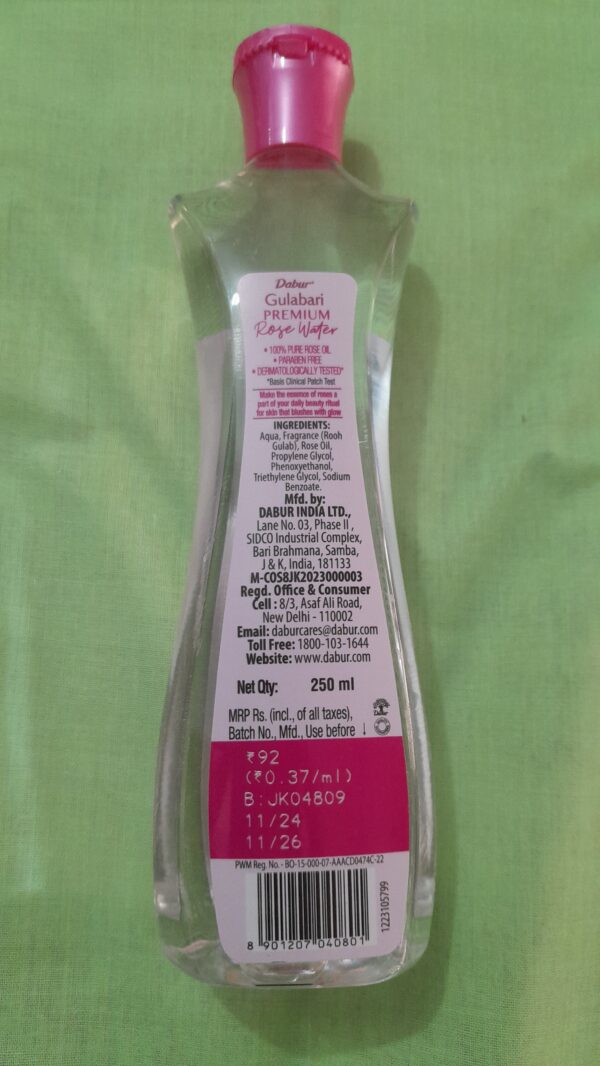 Dabur
Gulabari
PREMIUM
Rose Water
• 100% PURE ROSE OIL
• PARABEN FREE
• DERMATOLOGICALLY TESTED*
*Basis Clinical Patch Test
Make the essence of roses a
part of your daily beauty ritual
for skin that blushes with glow
INGREDIENTS:
Aqua, Fragrance (Rooh
Gulab), Rose Oil,
Propylene Glycol,
Phenoxyethanol,
Triethylene Glycol, Sodium
Benzoate.
Mfd. by:
DABUR INDIA LTD.,
Lane No. 03, Phase II ,
SIDCO Industrial Complex,
Bari Brahmana, Samba,
J & K, India, 181133
M-COS8JK2023000003
Regd. Office & Consumer
Cell : 8/3, Asaf Ali Road,
New Delhi - 110002
Email: daburcares@dabur.com
Toll Free: 1800-103-1644
Website: www.dabur.com
Net Qty: 250 ml
MRP Rs. (incl., of all taxes),
Batch No., Mfd., Use before ↓
₹92
(₹0.37/ml)
B:JK04809
11/24
11/26
PWM Reg. No. - BO-15-000-07-AAACD0474C-22
8 901207 040801
1223105799